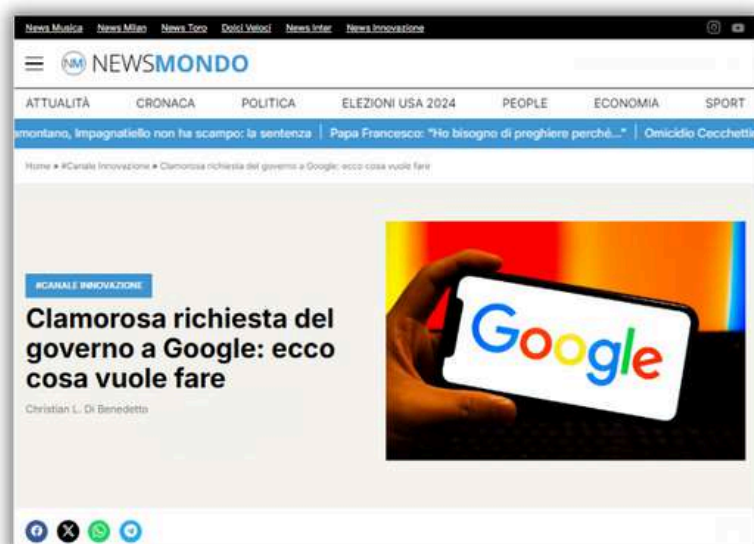 News Musica News Milan News Toro Dolci Veloci News Inter News Innovazione
NM NEWSMONDO
ATTUALITÀ CRONACA POLITICA ELEZIONI USA 2024 PEOPLE ECONOMIA SPORT
amontano, Impagnatiello non ha scampo: la sentenza | Papa Francesco: "Ho bisogno di preghiere perché..." | Omicidio Cecchettin
Home » #Canale Innovazione » Clamorosa richiesta del governo a Google: ecco cosa vuole fare
#CANALE INNOVAZIONE
Clamorosa richiesta del
governo a Google: ecco
cosa vuole fare
Christian L. Di Benedetto
Google